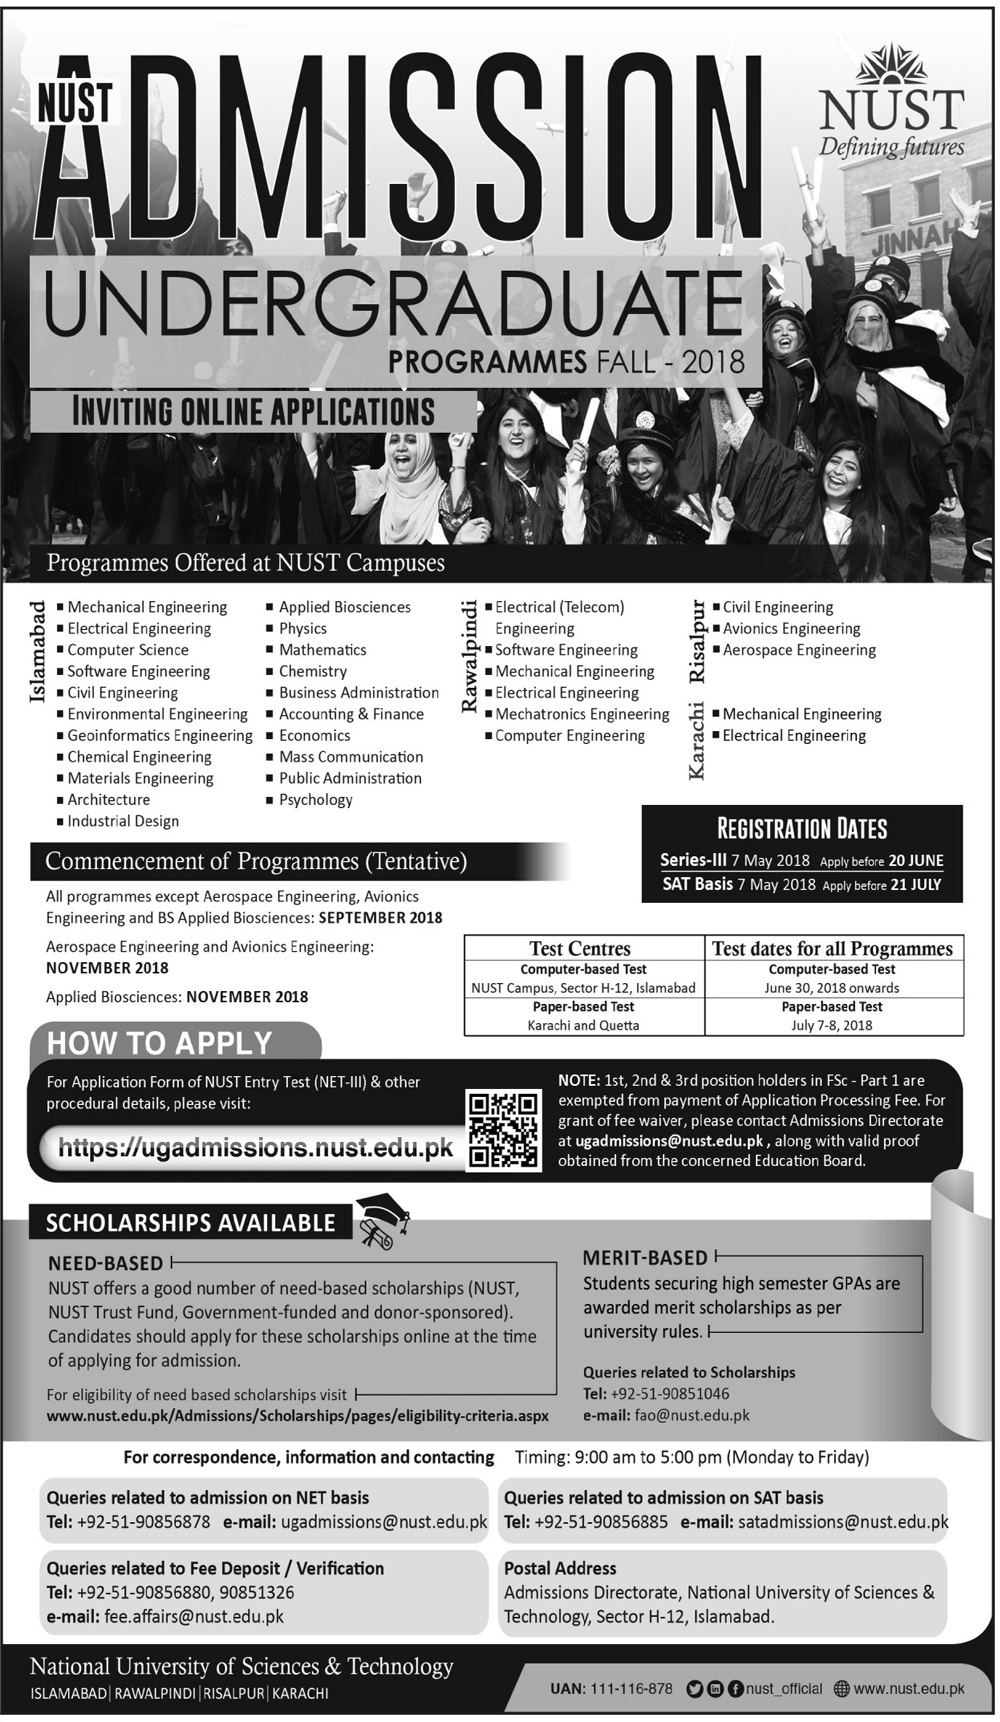 NUST
ADMISSION
NUST
Defining futures
JINNAH
UNDERGRADUATE
PROGRAMMES FALL - 2018
INVITING ONLINE APPLICATIONS
Programmes Offered at NUST Campuses
Islamabad
Mechanical Engineering
Electrical Engineering
Computer Science
Software Engineering
Civil Engineering
Environmental Engineering
Geoinformatics Engineering
Chemical Engineering
Materials Engineering
Architecture
Industrial Design
Applied Biosciences
Physics
Mathematics
Chemistry
Business Administration
Accounting & Finance
Economics
Mass Communication
Public Administration
Psychology
Rawalpindi
Electrical (Telecom)
Engineering
Software Engineering
Mechanical Engineering
Electrical Engineering
Mechatronics Engineering
Computer Engineering
Risalpur
Civil Engineering
Avionics Engineering
Aerospace Engineering
Karachi
Mechanical Engineering
Electrical Engineering
REGISTRATION DATES
Series-III 7 May 2018 Apply before 20 JUNE
SAT Basis 7 May 2018 Apply before 21 JULY
Commencement of Programmes (Tentative)
All programmes except Aerospace Engineering, Avionics
Engineering and BS Applied Biosciences: SEPTEMBER 2018
Aerospace Engineering and Avionics Engineering:
NOVEMBER 2018
Applied Biosciences: NOVEMBER 2018
Test Centres
Test dates for all Programmes
Computer-based Test
NUST Campus, Sector H-12, Islamabad
Computer-based Test
June 30, 2018 onwards
Paper-based Test
Karachi and Quetta
Paper-based Test
July 7-8, 2018
HOW TO APPLY
For Application Form of NUST Entry Test (NET-III) & other
procedural details, please visit:
https://ugadmissions.nust.edu.pk
NOTE: 1st, 2nd & 3rd position holders in FSc - Part 1 are
exempted from payment of Application Processing Fee. For
grant of fee waiver, please contact Admissions Directorate
at ugadmissions@nust.edu.pk , along with valid proof
obtained from the concerned Education Board.
SCHOLARSHIPS AVAILABLE
NEED-BASED
NUST offers a good number of need-based scholarships (NUST,
NUST Trust Fund, Government-funded and donor-sponsored).
Candidates should apply for these scholarships online at the time
of applying for admission.
For eligibility of need based scholarships visit
www.nust.edu.pk/Admissions/Scholarships/pages/eligibility-criteria.aspx
MERIT-BASED
Students securing high semester GPAs are
awarded merit scholarships as per
university rules.
Queries related to Scholarships
Tel: +92-51-90851046
e-mail: fao@nust.edu.pk
For correspondence, information and contacting Timing: 9:00 am to 5:00 pm (Monday to Friday)
Queries related to admission on NET basis
Tel: +92-51-90856878 e-mail: ugadmissions@nust.edu.pk
Queries related to admission on SAT basis
Tel: +92-51-90856885 e-mail: satadmissions@nust.edu.pk
Queries related to Fee Deposit / Verification
Tel: +92-51-90856880, 90851326
e-mail: fee.affairs@nust.edu.pk
Postal Address
Admissions Directorate, National University of Sciences &
Technology, Sector H-12, Islamabad.
National University of Sciences & Technology
ISLAMABAD| RAWALPINDI| RISALPUR| KARACHI
UAN: 111-116-878 nust_official www.nust.edu.pk